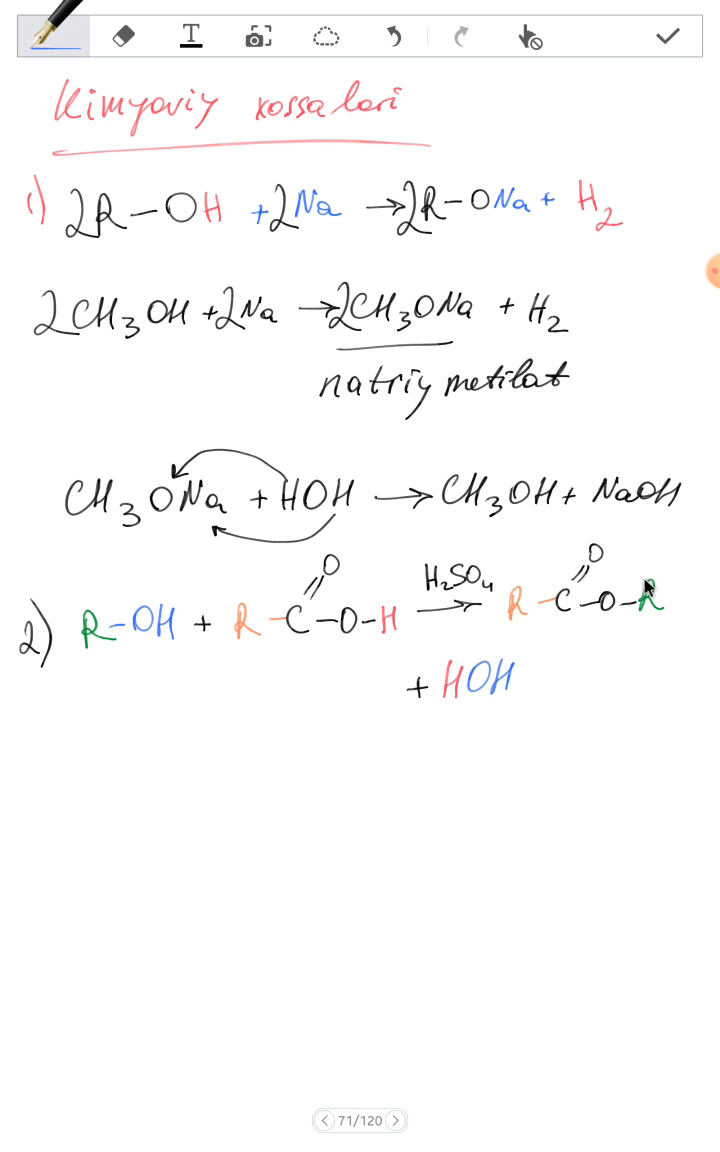 T
Kimyoviy xossalari
1) 2R-OH +2Na →2R-ONa + H2
2CH3OH +2Na →2CH3ONa + H2
natriy metilat
CH3ONa + HOH → CH3OH + NaOH
O O
H2SO4
2) R-OH + R-C-O-H → R-C-O-R
+ HOH
71/120